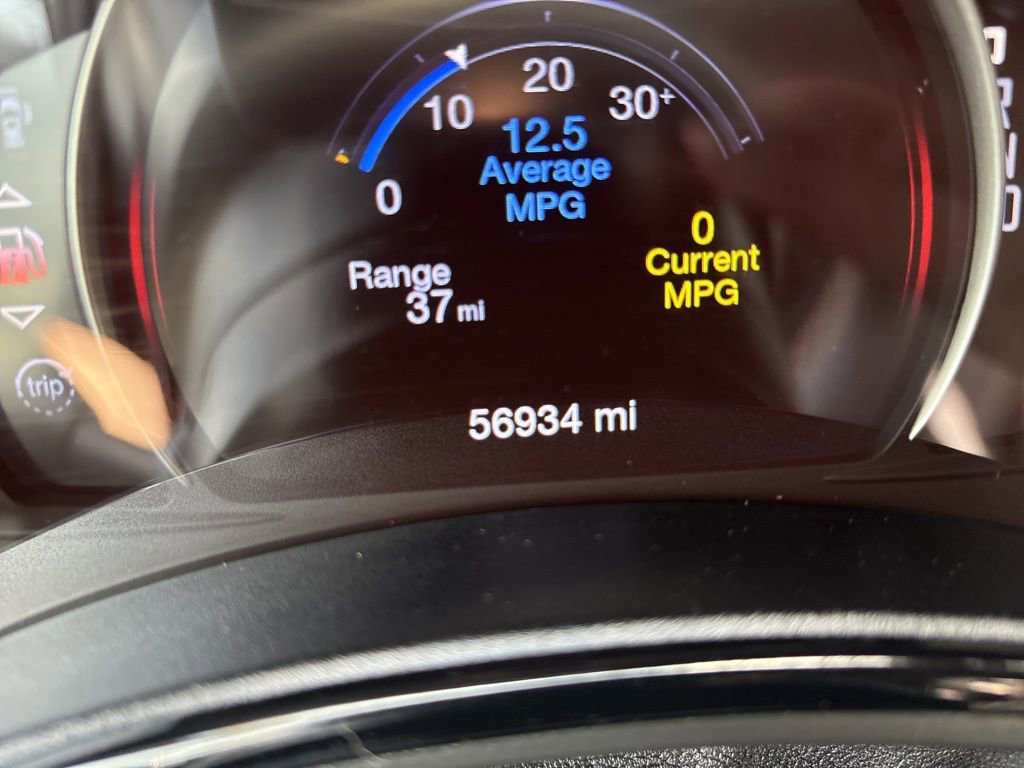 20
10
30+
12.5
Average
MPG
0
0
Current
MPG
Range
37 mi
trip
56934 mi
P
R
N
D